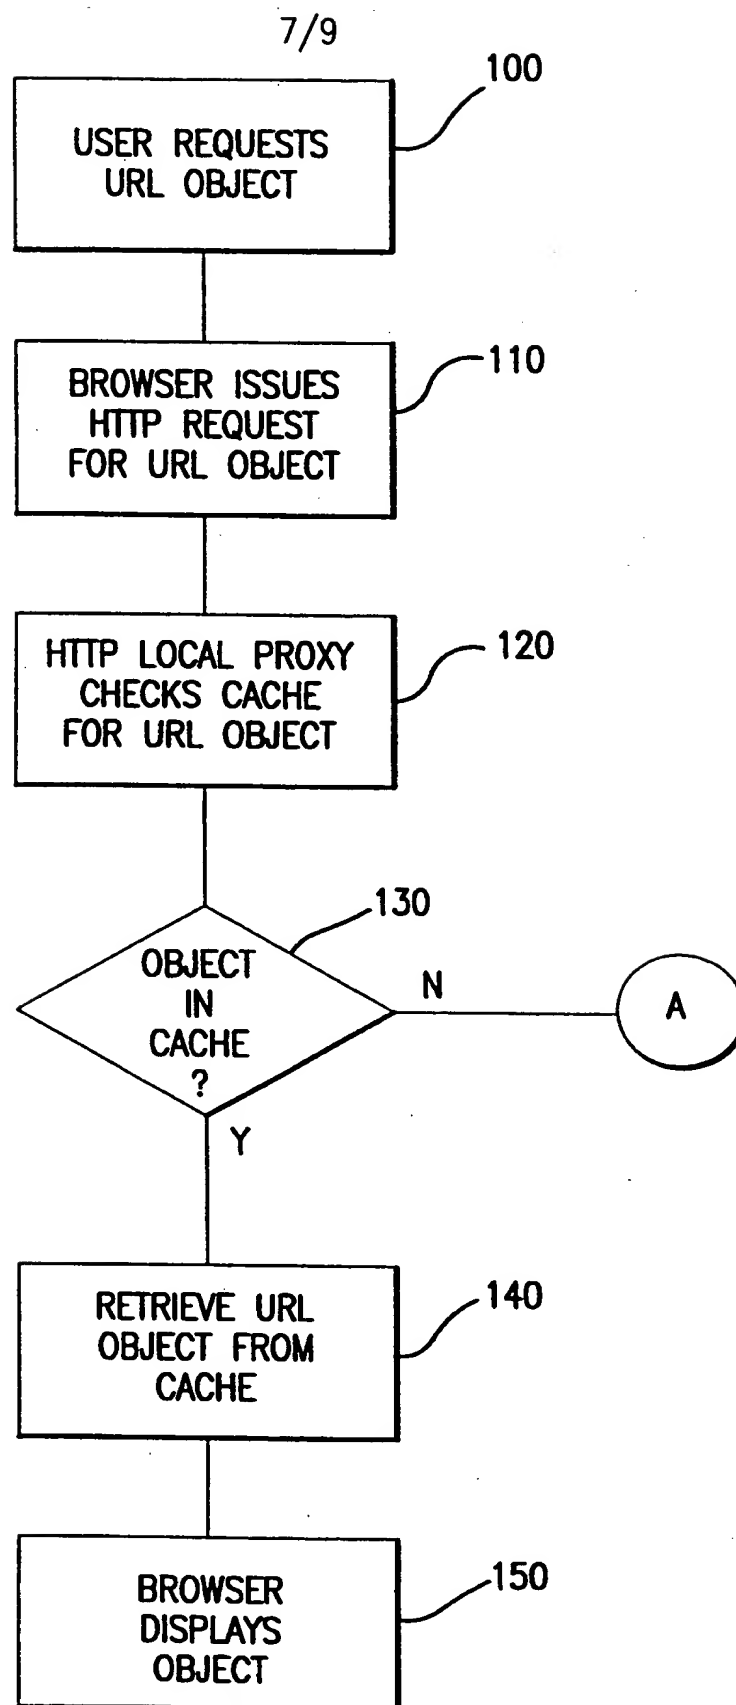 7/9
100
USER REQUESTS
URL OBJECT
110
BROWSER ISSUES
HTTP REQUEST
FOR URL OBJECT
120
HTTP LOCAL PROXY
CHECKS CACHE
FOR URL OBJECT
130
OBJECT
IN
CACHE
?
N
A
Y
140
RETRIEVE URL
OBJECT FROM
CACHE
150
BROWSER
DISPLAYS
OBJECT